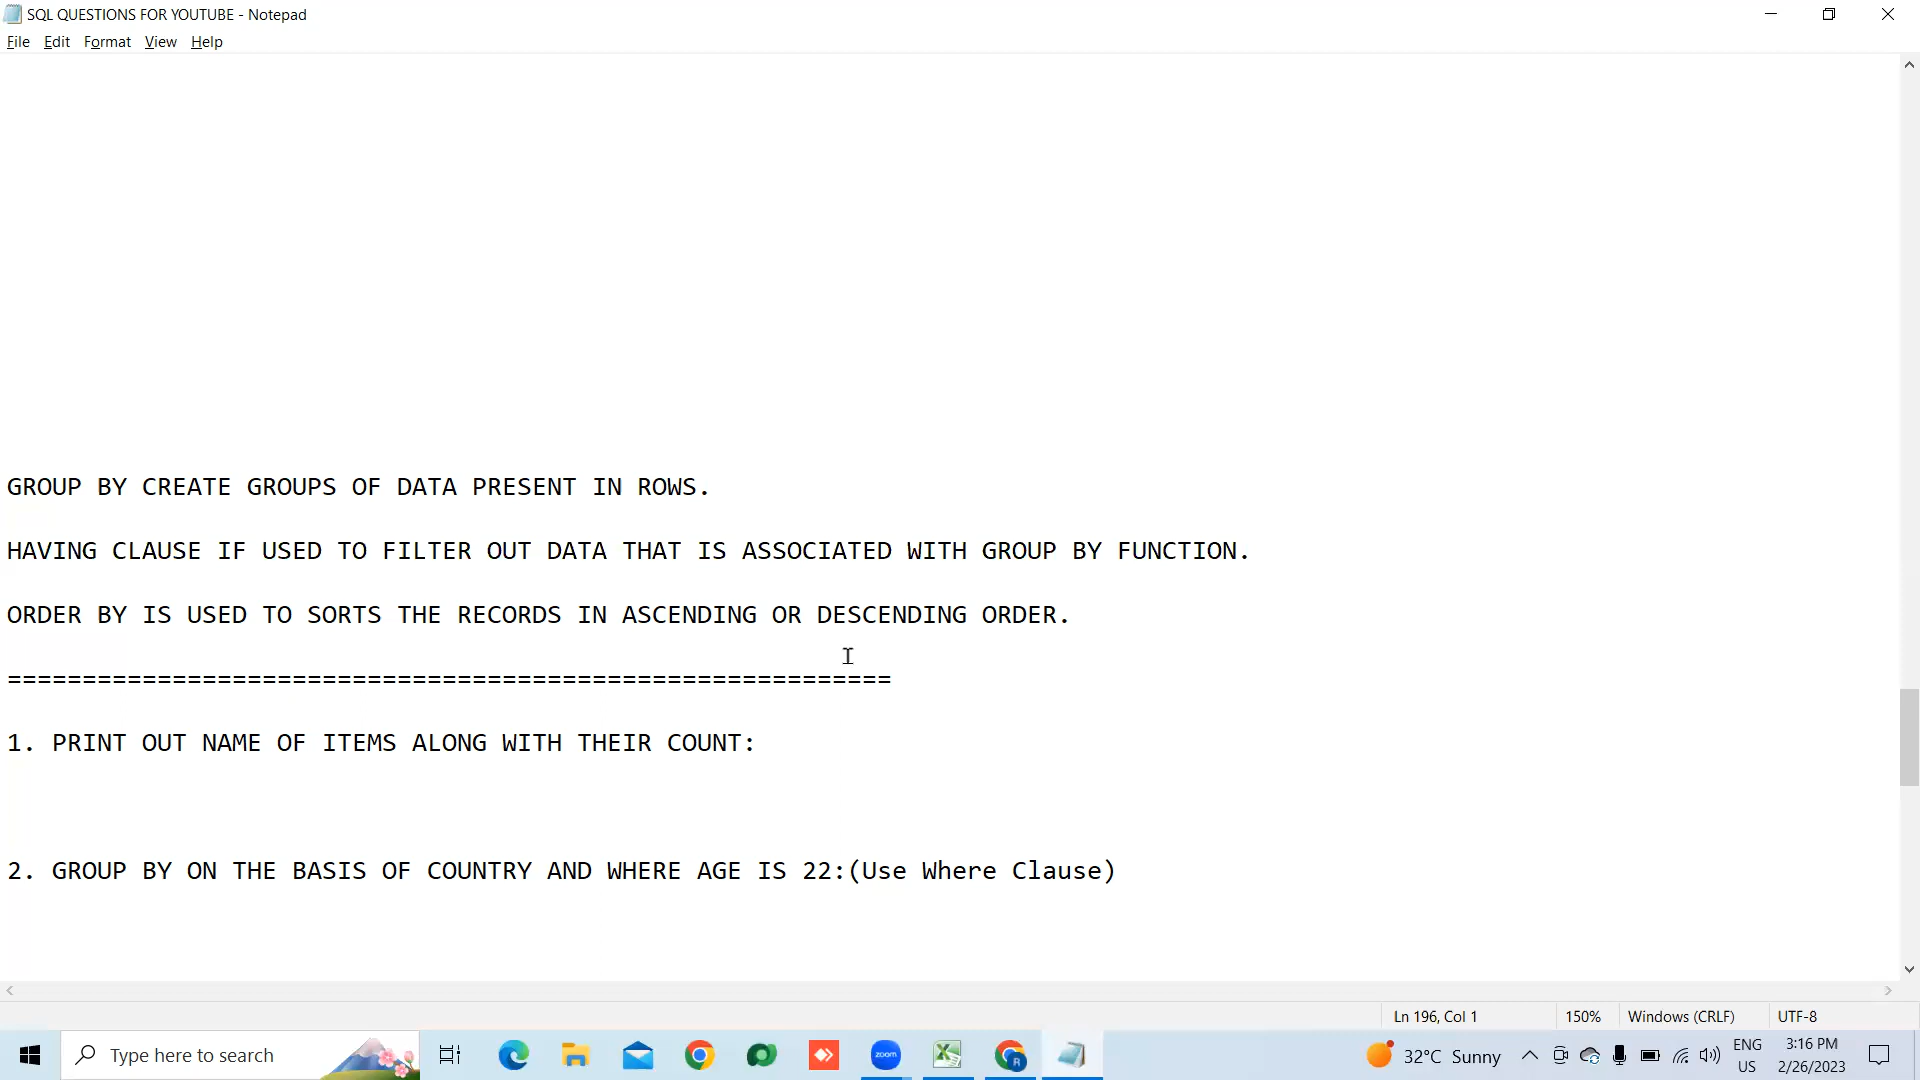 SQL QUESTIONS FOR YOUTUBE - Notepad
File Edit Format View Help
GROUP BY CREATE GROUPS OF DATA PRESENT IN ROWS.
HAVING CLAUSE IF USED TO FILTER OUT DATA THAT IS ASSOCIATED WITH GROUP BY FUNCTION.
ORDER BY IS USED TO SORTS THE RECORDS IN ASCENDING OR DESCENDING ORDER.
===========================================================
1. PRINT OUT NAME OF ITEMS ALONG WITH THEIR COUNT:
2. GROUP BY ON THE BASIS OF COUNTRY AND WHERE AGE IS 22:(Use Where Clause)
Ln 196, Col 1 150% Windows (CRLF) UTF-8
Type here to search
zoom
R
32°C Sunny
ENG
US
3:16 PM
2/26/2023